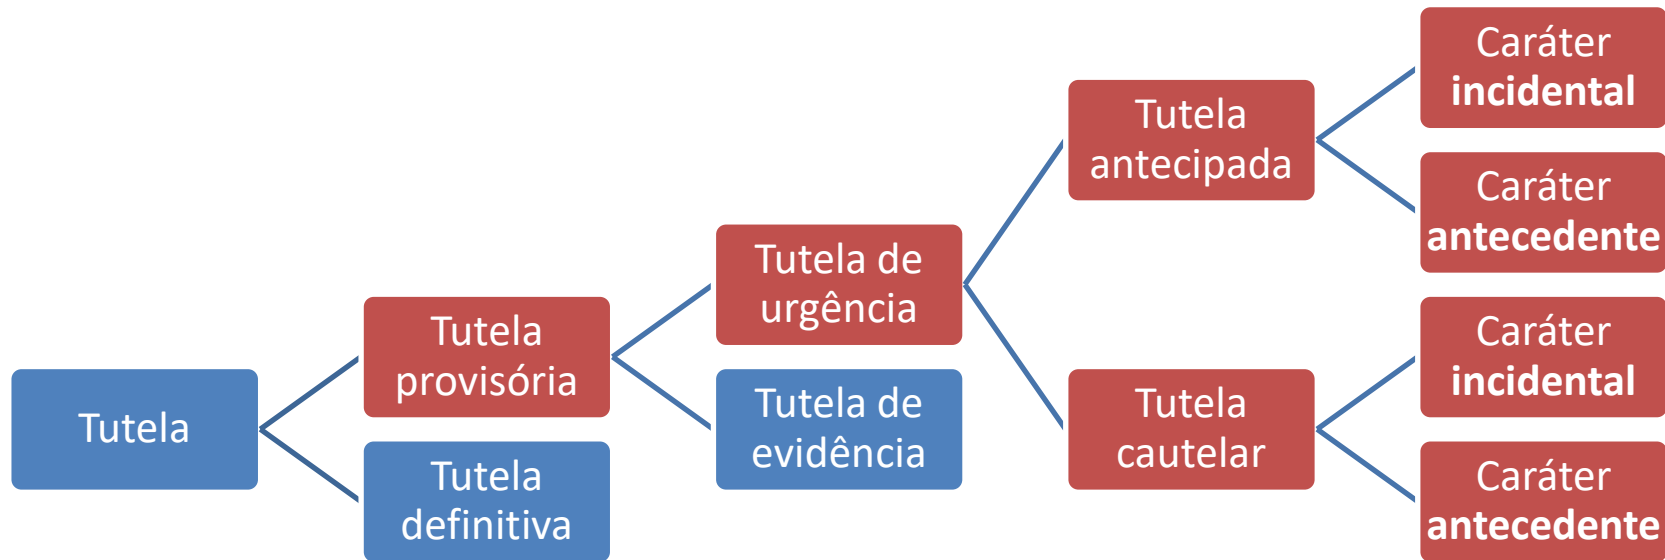 Tutela
Tutela
provisória
Tutela
definitiva
Tutela de
urgência
Tutela de
evidência
Tutela
antecipada
Tutela
cautelar
Caráter
incidental
Caráter
antecedente
Caráter
incidental
Caráter
antecedente